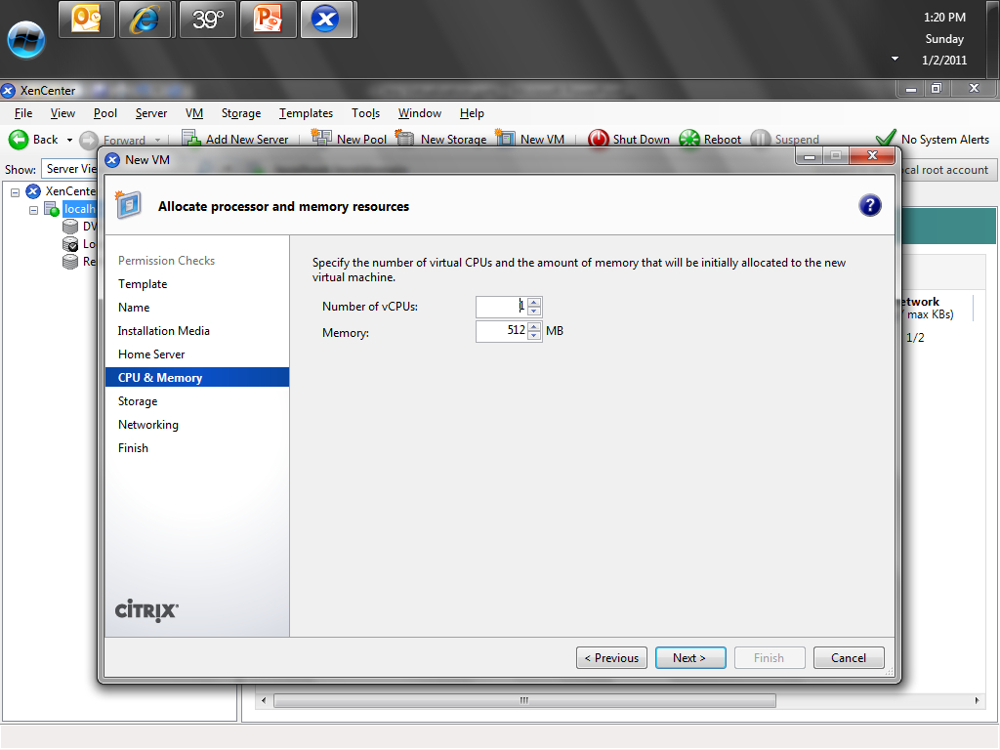 39°
1:20 PM
Sunday
1/2/2011
XenCenter
File View Pool Server VM Storage Templates Tools Window Help
Back Forward Add New Server New Pool New Storage New VM Shut Down Reboot Suspend No System Alerts
Show: Server Vie
cal root account
XenCente
localh
DV
Lo
Re
New VM
Allocate processor and memory resources
?
Permission Checks
Template
Name
Installation Media
Home Server
CPU & Memory
Storage
Networking
Finish
CITRIX
Specify the number of virtual CPUs and the amount of memory that will be initially allocated to the new
virtual machine.
Number of vCPUs: 1
Memory: 512 MB
etwork
max KBs)
1/2
< Previous Next > Finish Cancel